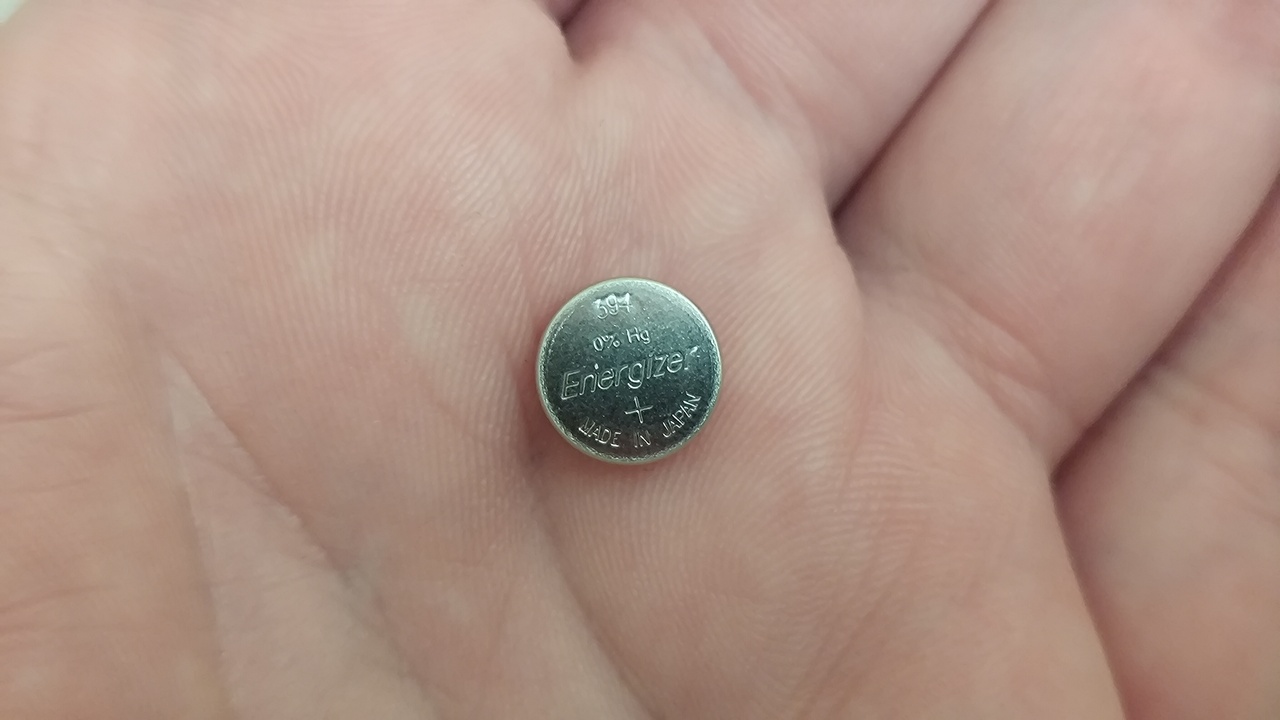 394
0% Hg
Energizer
+
MADE IN JAPAN